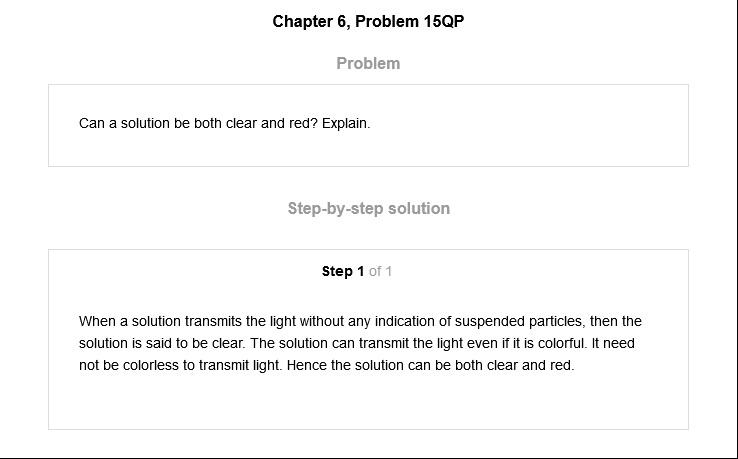 Chapter 6, Problem 15QP
Problem
Can a solution be both clear and red? Explain.
Step-by-step solution
Step 1 of 1
When a solution transmits the light without any indication of suspended particles, then the
solution is said to be clear. The solution can transmit the light even if it is colorful. It need
not be colorless to transmit light. Hence the solution can be both clear and red.